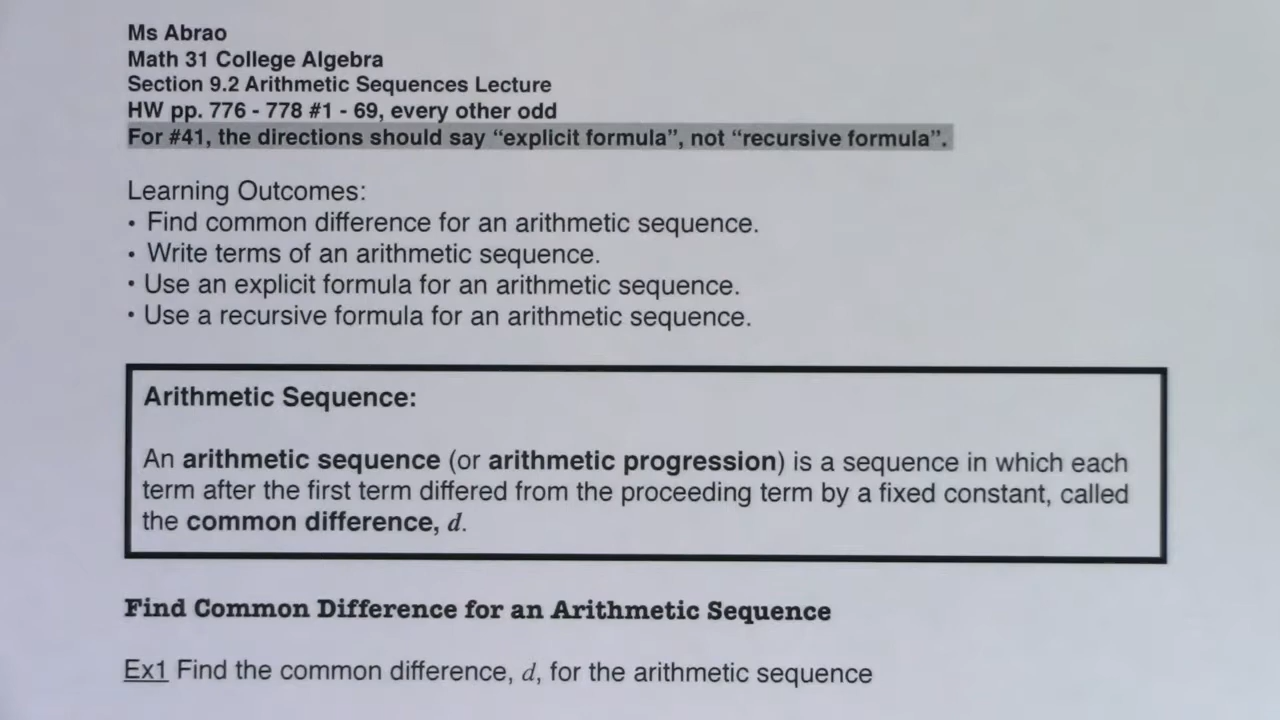 Ms Abrao
Math 31 College Algebra
Section 9.2 Arithmetic Sequences Lecture
HW pp. 776 - 778 #1 - 69, every other odd
For #41, the directions should say “explicit formula”, not “recursive formula”.
Learning Outcomes:
• Find common difference for an arithmetic sequence.
• Write terms of an arithmetic sequence.
• Use an explicit formula for an arithmetic sequence.
• Use a recursive formula for an arithmetic sequence.
Arithmetic Sequence:
An arithmetic sequence (or arithmetic progression) is a sequence in which each
term after the first term differed from the proceeding term by a fixed constant, called
the common difference, d.
Find Common Difference for an Arithmetic Sequence
Ex1 Find the common difference, d, for the arithmetic sequence